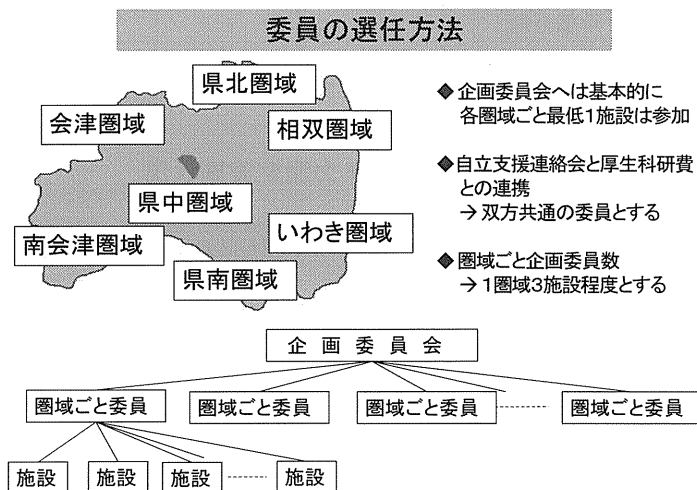 委員の選任方法
県北圏域
会津圏域
相双圏域
県中圏域
南会津圏域
いわき圏域
県南圏域
◆企画委員会へは基本的に
各圏域ごと最低1施設は参加
◆自立支援連絡会と厚生科研費
との連携
→ 双方共通の委員とする
◆圏域ごと企画委員数
→1圏域3施設程度とする
企画委員会
圏域ごと委員
圏域ごと委員
圏域ごと委員
圏域ごと委員
施設
施設
施設
施設